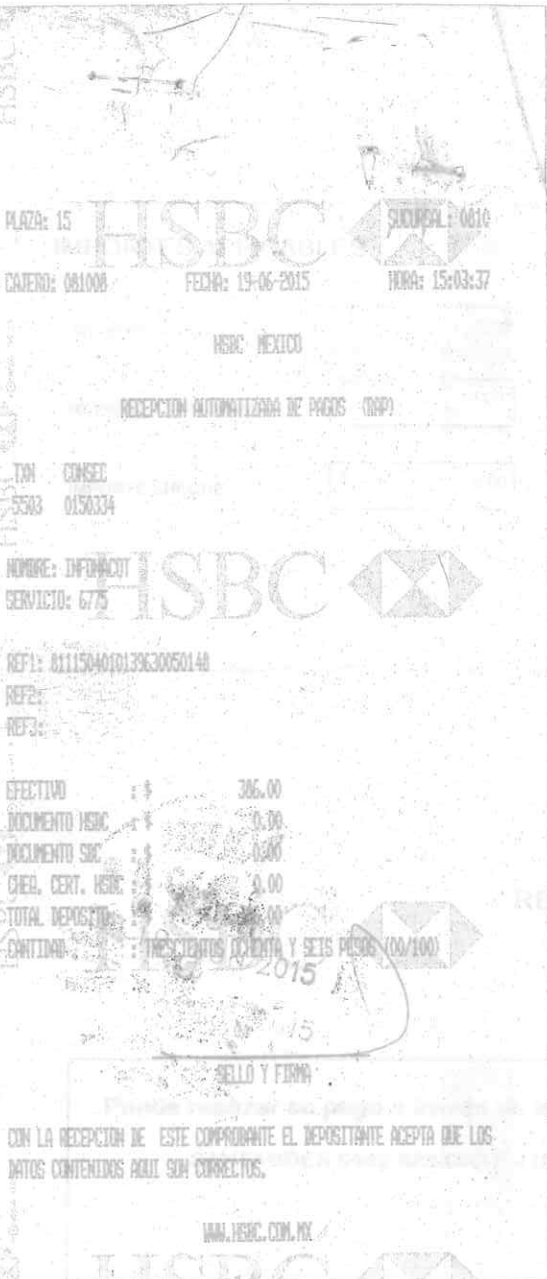 PLAZA: 15 SUCURSAL: 0810
HSBC
CAJERO: 081008 FECHA: 19-06-2015 HORA: 15:03:37
HSBC MEXICO
RECEPCION AUTOMATIZADA DE PAGOS (RAP)
TXN CONSEC
5503 0150334
HSBC
NOMBRE: INFONACOT
SERVICIO: 6775
REF1: 8111504010139630050148
REF2:
REF3:
EFECTIVO : $ 386.00
DOCUMENTO HSBC : $ 0.00
DOCUMENTO SBC : $ 0.00
CHEQ. CERT. HSBC : $ 0.00
TOTAL DEPOSITO:
CANTIDAD : TRESCIENTOS OCHENTA Y SEIS PESOS (00/100)
2015
SELLO Y FIRMA
CON LA RECEPCION DE ESTE COMPROBANTE EL DEPOSITANTE ACEPTA QUE LOS
DATOS CONTENIDOS AQUI SON CORRECTOS.
WWW.HSBC.COM.MX
HSBC